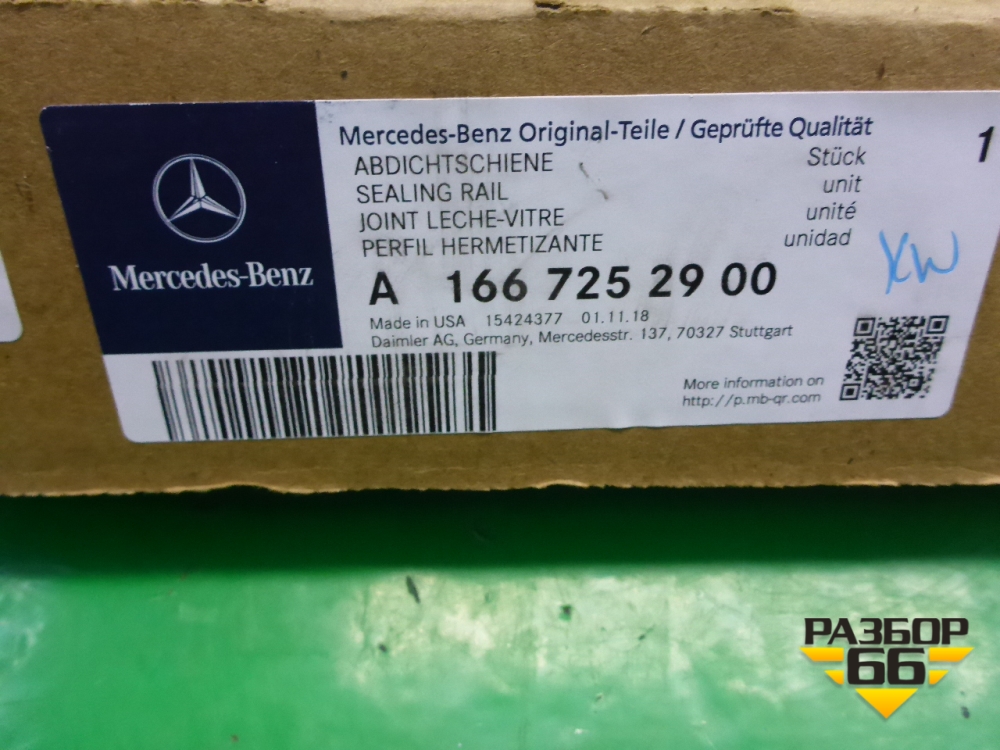 Mercedes-Benz Original-Teile / Geprüfte Qualität
ABDICHTSCHIENE Stück 1
SEALING RAIL unit
JOINT LECHE-VITRE unité
PERFIL HERMETIZANTE unidad
XW
Mercedes-Benz
A 166 725 29 00
Made in USA 15424377 01.11.18
Daimler AG, Germany, Mercedesstr. 137, 70327 Stuttgart
More information on
http://p.mb-qr.com
РАЗБОР
66